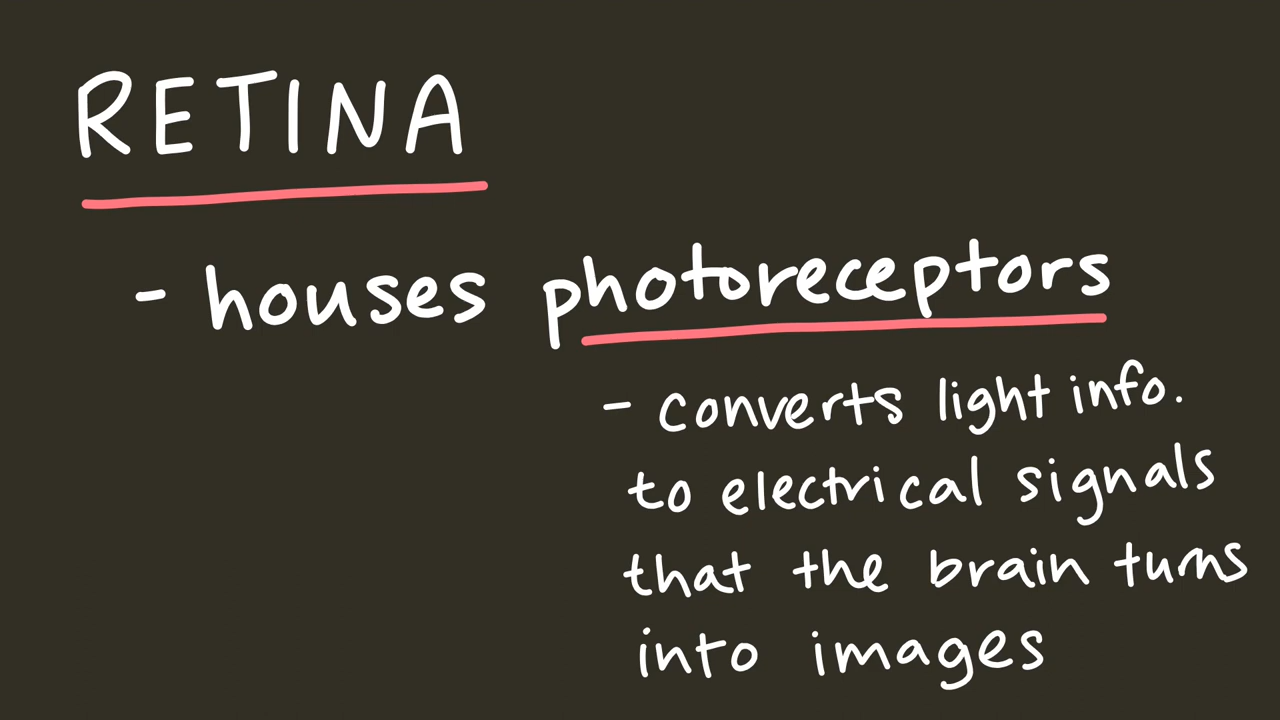 RETINA
- houses photoreceptors
- converts light info.
to electrical signals
that the brain turns
into images